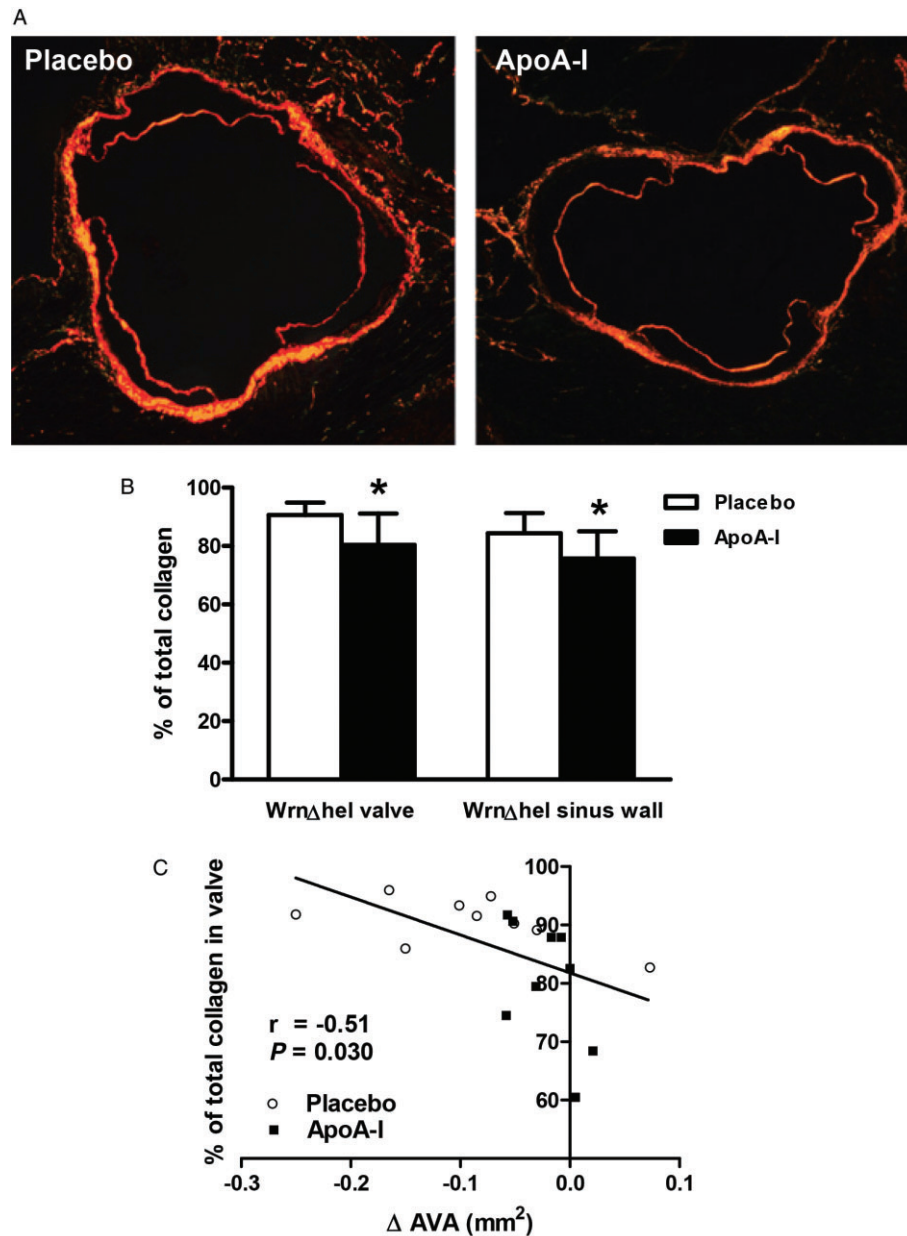 A
Placebo
ApoA-I
B
% of total collagen
100
80
60
40
20
0
*
*
Placebo
ApoA-I
WrnΔhel valve
WrnΔhel sinus wall
C
% of total collagen in valve
100
90
80
70
60
r = -0.51
P = 0.030
Placebo
ApoA-I
-0.3
-0.2
-0.1
0.0
0.1
Δ AVA (mm²)